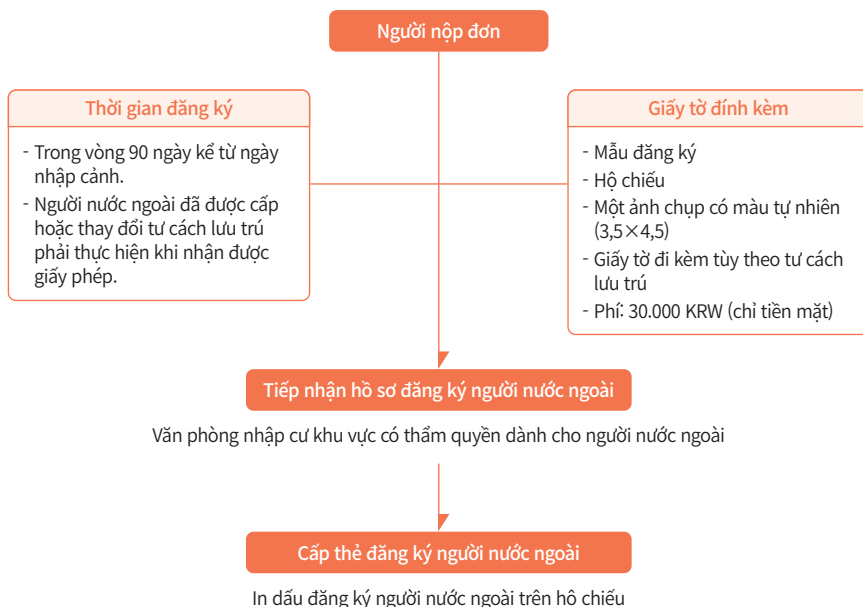 Người nộp đơn
Thời gian đăng ký
- Trong vòng 90 ngày kể từ ngày
nhập cảnh.
- Người nước ngoài đã được cấp
hoặc thay đổi tư cách lưu trú
phải thực hiện khi nhận được
giấy phép.
Giấy tờ đính kèm
- Mẫu đăng ký
- Hộ chiếu
- Một ảnh chụp có màu tự nhiên
(3,5×4,5)
- Giấy tờ đi kèm tùy theo tư cách
lưu trú
- Phí: 30.000 KRW (chỉ tiền mặt)
Tiếp nhận hồ sơ đăng ký người nước ngoài
Văn phòng nhập cư khu vực có thẩm quyền dành cho người nước ngoài
Cấp thẻ đăng ký người nước ngoài
In dấu đăng ký người nước ngoài trên hộ chiếu